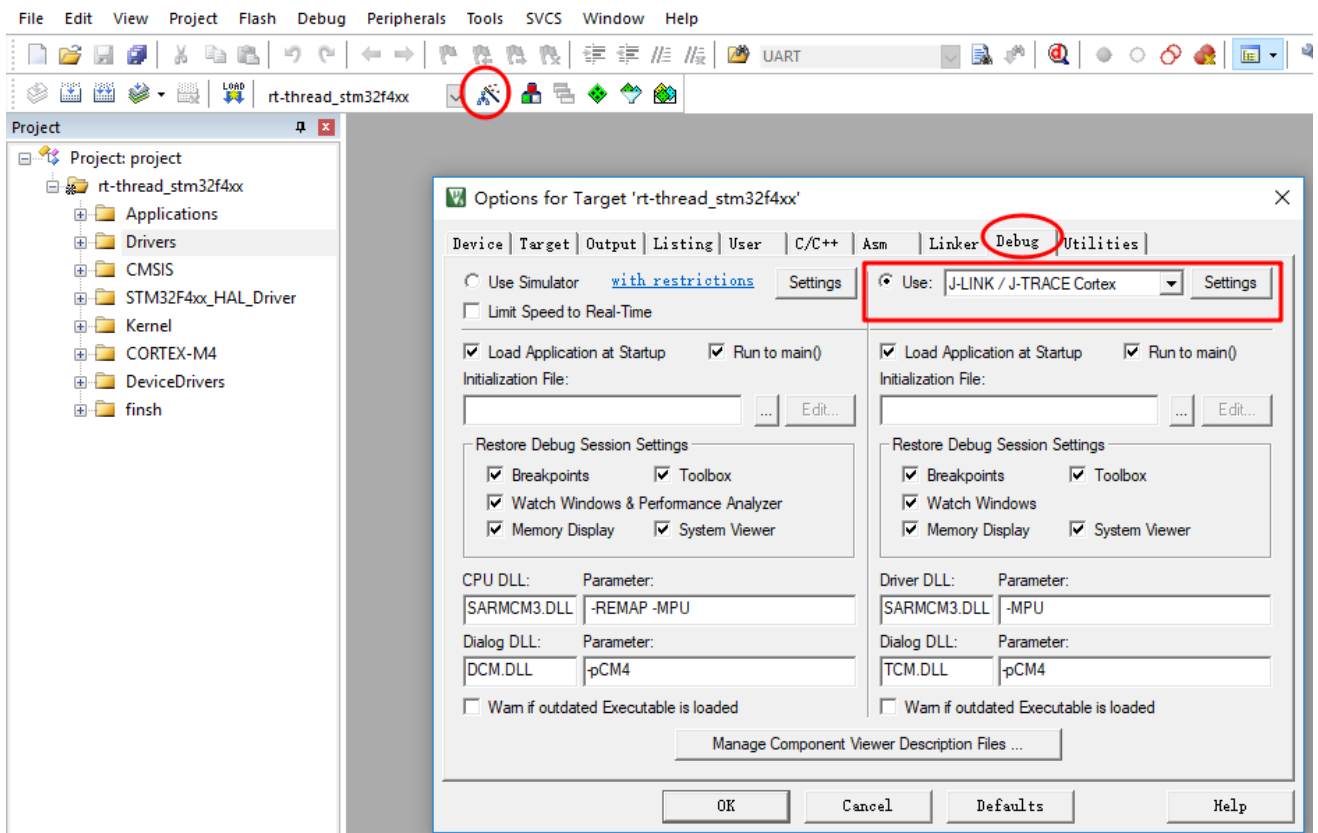 File Edit View Project Flash Debug Peripherals Tools SVCS Window Help
UART
LOAD rt-thread_stm32f4xx
Project
Project: project
rt-thread_stm32f4xx
Applications
Drivers
CMSIS
STM32F4xx_HAL_Driver
Kernel
CORTEX-M4
DeviceDrivers
finsh
Options for Target 'rt-thread_stm32f4xx'
Device Target Output Listing User C/C++ Asm Linker Debug Utilities
Use Simulator with restrictions Settings
Limit Speed to Real-Time
Use: J-LINK / J-TRACE Cortex Settings
Load Application at Startup Run to main()
Initialization File:
... Edit...
Restore Debug Session Settings
Breakpoints Toolbox
Watch Windows & Performance Analyzer
Memory Display System Viewer
CPU DLL: Parameter:
SARMCM3.DLL -REMAP -MPU
Dialog DLL: Parameter:
DCM.DLL -pCM4
Warn if outdated Executable is loaded
Load Application at Startup Run to main()
Initialization File:
... Edit...
Restore Debug Session Settings
Breakpoints Toolbox
Watch Windows
Memory Display System Viewer
Driver DLL: Parameter:
SARMCM3.DLL -MPU
Dialog DLL: Parameter:
TCM.DLL -pCM4
Warn if outdated Executable is loaded
Manage Component Viewer Description Files ...
OK Cancel Defaults Help